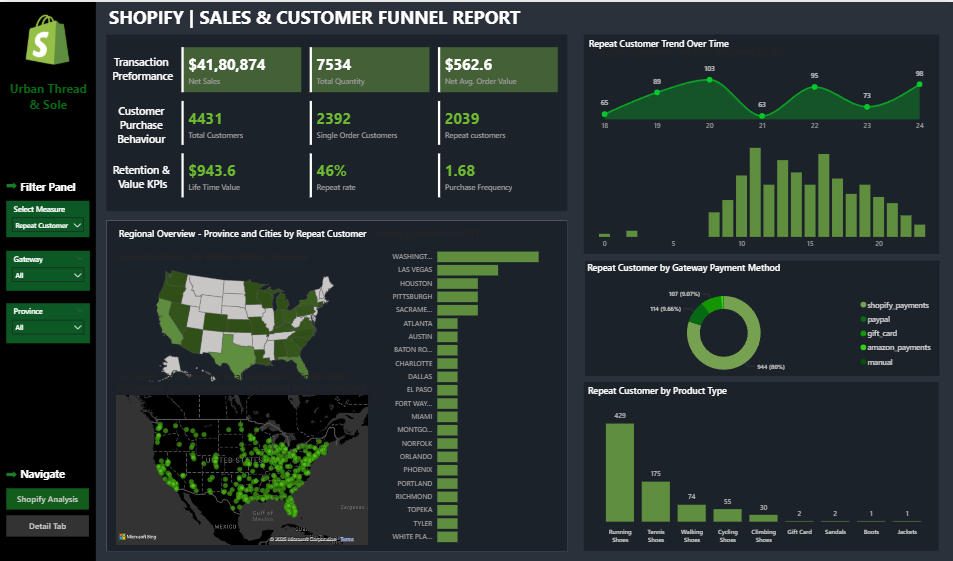 SHOPIFY | SALES & CUSTOMER FUNNEL REPORT
S
Urban Thread
& Sole
Filter Panel
Select Measure
Repeat Customer
Gateway
All
Province
All
Navigate
Shopify Analysis
Detail Tab
Transaction
Preformance
$41,80,874
Net Sales
7534
Total Quantity
$562.6
Net Avg. Order Value
Customer
Purchase
Behaviour
4431
Total Customers
2392
Single Order Customers
2039
Repeat customers
Retention &
Value KPIs
$943.6
Life Time Value
46%
Repeat rate
1.68
Purchase Frequency
Regional Overview - Province and Cities by Repeat Customer
UNITED STATES
MEXICO
Gulf of
Mexico
Microsoft Bing
© 2025 Microsoft Corporation
Terms
WASHINGT...
LAS VEGAS
HOUSTON
PITTSBURGH
SACRAME...
ATLANTA
AUSTIN
BATON RO...
CHARLOTTE
DALLAS
EL PASO
FORT WAY...
MIAMI
MONTGO...
NORFOLK
ORLANDO
PHOENIX
PORTLAND
RICHMOND
TOPEKA
TYLER
WHITE PLA...
Repeat Customer Trend Over Time
65
89
103
63
95
73
98
18
19
20
21
22
23
24
0
5
10
15
20
Repeat Customer by Gateway Payment Method
107 (9.07%)
114 (9.66%)
944 (80%)
shopify_payments
paypal
gift_card
amazon_payments
manual
Repeat Customer by Product Type
429
175
74
55
30
2
2
1
1
Running
Shoes
Tennis
Shoes
Walking
Shoes
Cycling
Shoes
Climbing
Shoes
Gift Card
Sandals
Boots
Jackets